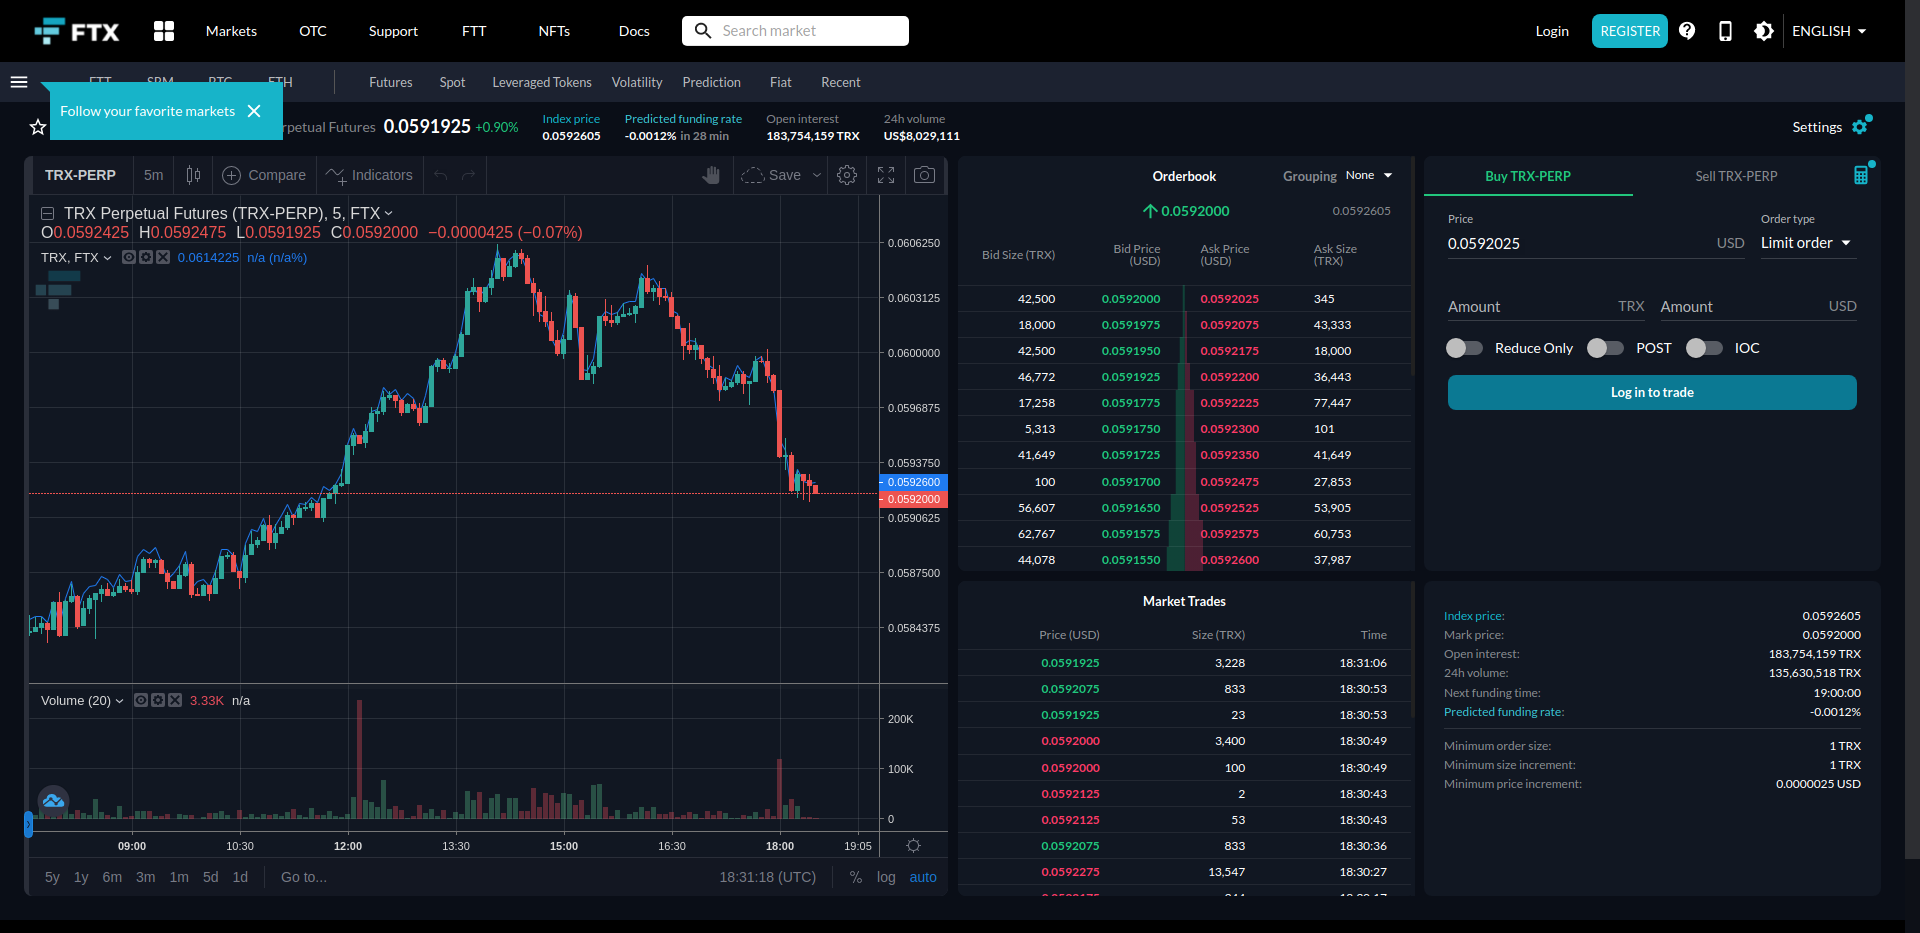 FTX
Markets
OTC
Support
FTT
NFTs
Docs
Search market
Login
REGISTER
ENGLISH
Futures
Spot
Leveraged Tokens
Volatility
Prediction
Fiat
Recent
Follow your favorite markets
Futures
0.0591925
+0.90%
Index price
0.0592605
Predicted funding rate
-0.0012% in 28 min
Open interest
183,754,159 TRX
24h volume
US$8,029,111
Settings
TRX-PERP
5m
Compare
Indicators
Save
TRX Perpetual Futures (TRX-PERP), 5, FTX
O0.0592425 H0.0592475 L0.0591925 C0.0592000 −0.0000425 (−0.07%)
TRX, FTX
0.0614225 n/a (n/a%)
0.0606250
0.0603125
0.0600000
0.0596875
0.0593750
0.0592600
0.0592000
0.0590625
0.0587500
0.0584375
Volume (20)
3.33K n/a
200K
100K
0
09:00
10:30
12:00
13:30
15:00
16:30
18:00
19:05
5y
1y
6m
3m
1m
5d
1d
Go to...
18:31:18 (UTC)
%
log
auto
Orderbook
Grouping
None
0.0592000
0.0592605
Bid Size (TRX)
Bid Price (USD)
Ask Price (USD)
Ask Size (TRX)
42,500 0.0592000 0.0592025 345
18,000 0.0591975 0.0592075 43,333
42,500 0.0591950 0.0592175 18,000
46,772 0.0591925 0.0592200 36,443
17,258 0.0591775 0.0592225 77,447
5,313 0.0591750 0.0592300 101
41,649 0.0591725 0.0592350 41,649
100 0.0591700 0.0592475 27,853
56,607 0.0591650 0.0592525 53,905
62,767 0.0591575 0.0592575 60,753
44,078 0.0591550 0.0592600 37,987
Market Trades
Price (USD) Size (TRX) Time
0.0591925 3,228 18:31:06
0.0592075 833 18:30:53
0.0591925 23 18:30:53
0.0592000 3,400 18:30:49
0.0592000 100 18:30:49
0.0592125 2 18:30:43
0.0592125 53 18:30:43
0.0592075 833 18:30:36
0.0592275 13,547 18:30:27
Buy TRX-PERP
Sell TRX-PERP
Price
0.0592025
USD
Order type
Limit order
Amount
TRX
Amount
USD
Reduce Only
POST
IOC
Log in to trade
Index price: 0.0592605
Mark price: 0.0592000
Open interest: 183,754,159 TRX
24h volume: 135,630,518 TRX
Next funding time: 19:00:00
Predicted funding rate: -0.0012%
Minimum order size: 1 TRX
Minimum size increment: 1 TRX
Minimum price increment: 0.0000025 USD